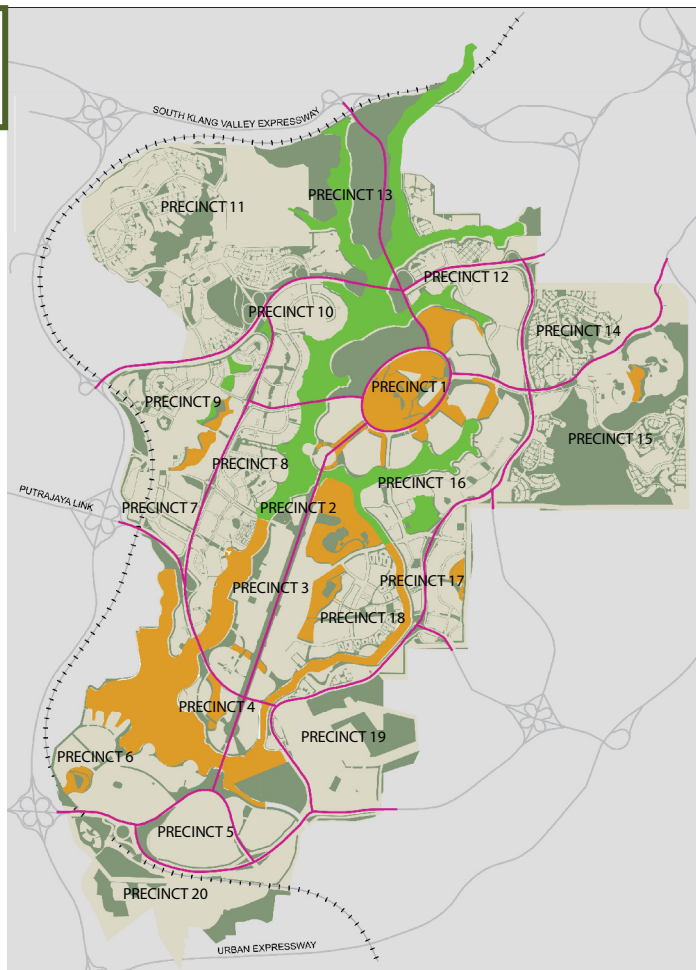 SOUTH KLANG VALLEY EXPRESSWAY
PRECINCT 13
PRECINCT 11
PRECINCT 12
PRECINCT 10
PRECINCT 14
PRECINCT 1
PRECINCT 9
PRECINCT 15
PRECINCT 8
PRECINCT 16
PUTRAJAYA LINK
PRECINCT 7
PRECINCT 2
PRECINCT 3
PRECINCT 17
PRECINCT 18
PRECINCT 4
PRECINCT 19
PRECINCT 6
PRECINCT 5
PRECINCT 20
URBAN EXPRESSWAY